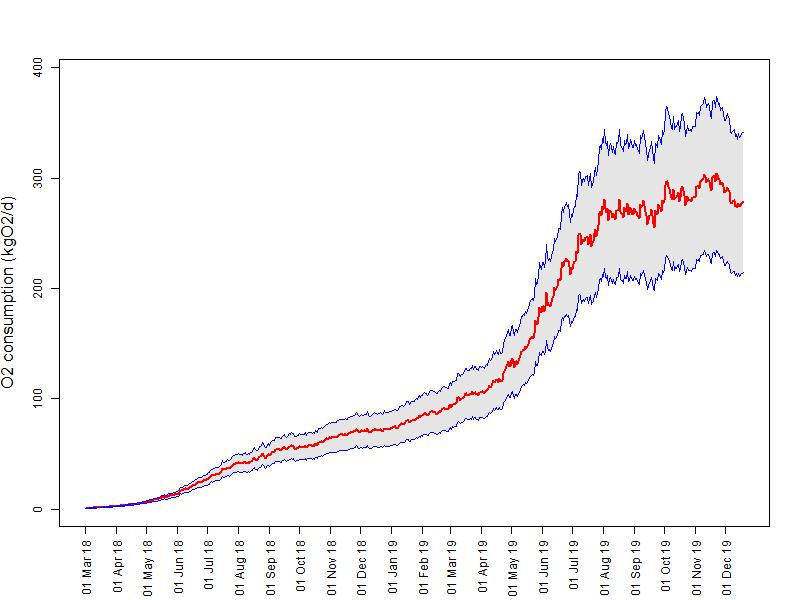 O2 consumption (kgO2/d)
400
300
200
100
0
01 Mar 18
01 Apr 18
01 May 18
01 Jun 18
01 Jul 18
01 Aug 18
01 Sep 18
01 Oct 18
01 Nov 18
01 Dec 18
01 Jan 19
01 Feb 19
01 Mar 19
01 Apr 19
01 May 19
01 Jun 19
01 Jul 19
01 Aug 19
01 Sep 19
01 Oct 19
01 Nov 19
01 Dec 19